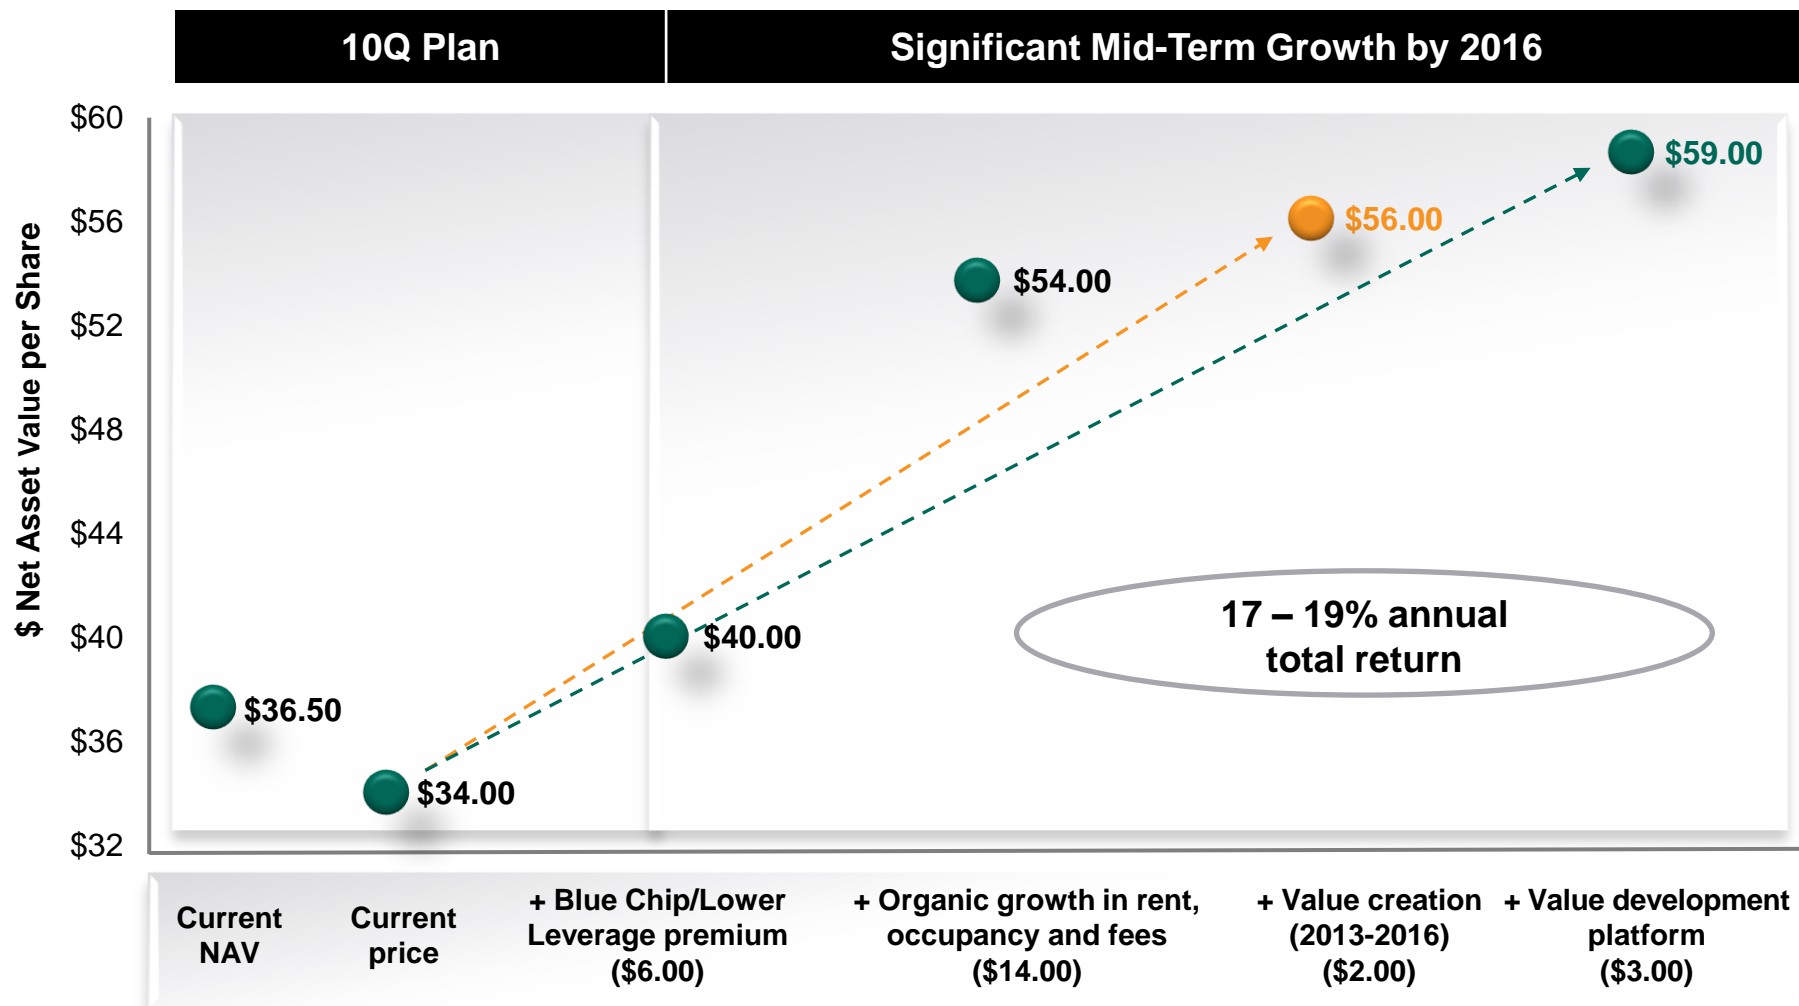 10Q Plan
Significant Mid-Term Growth by 2016
$ Net Asset Value per Share
$60
$56
$52
$48
$44
$40
$36
$32
$59.00
$56.00
$54.00
$40.00
$36.50
$34.00
17 – 19% annual
total return
Current
NAV
Current
price
+ Blue Chip/Lower
Leverage premium
($6.00)
+ Organic growth in rent,
occupancy and fees
($14.00)
+ Value creation
(2013-2016)
($2.00)
+ Value development
platform
($3.00)